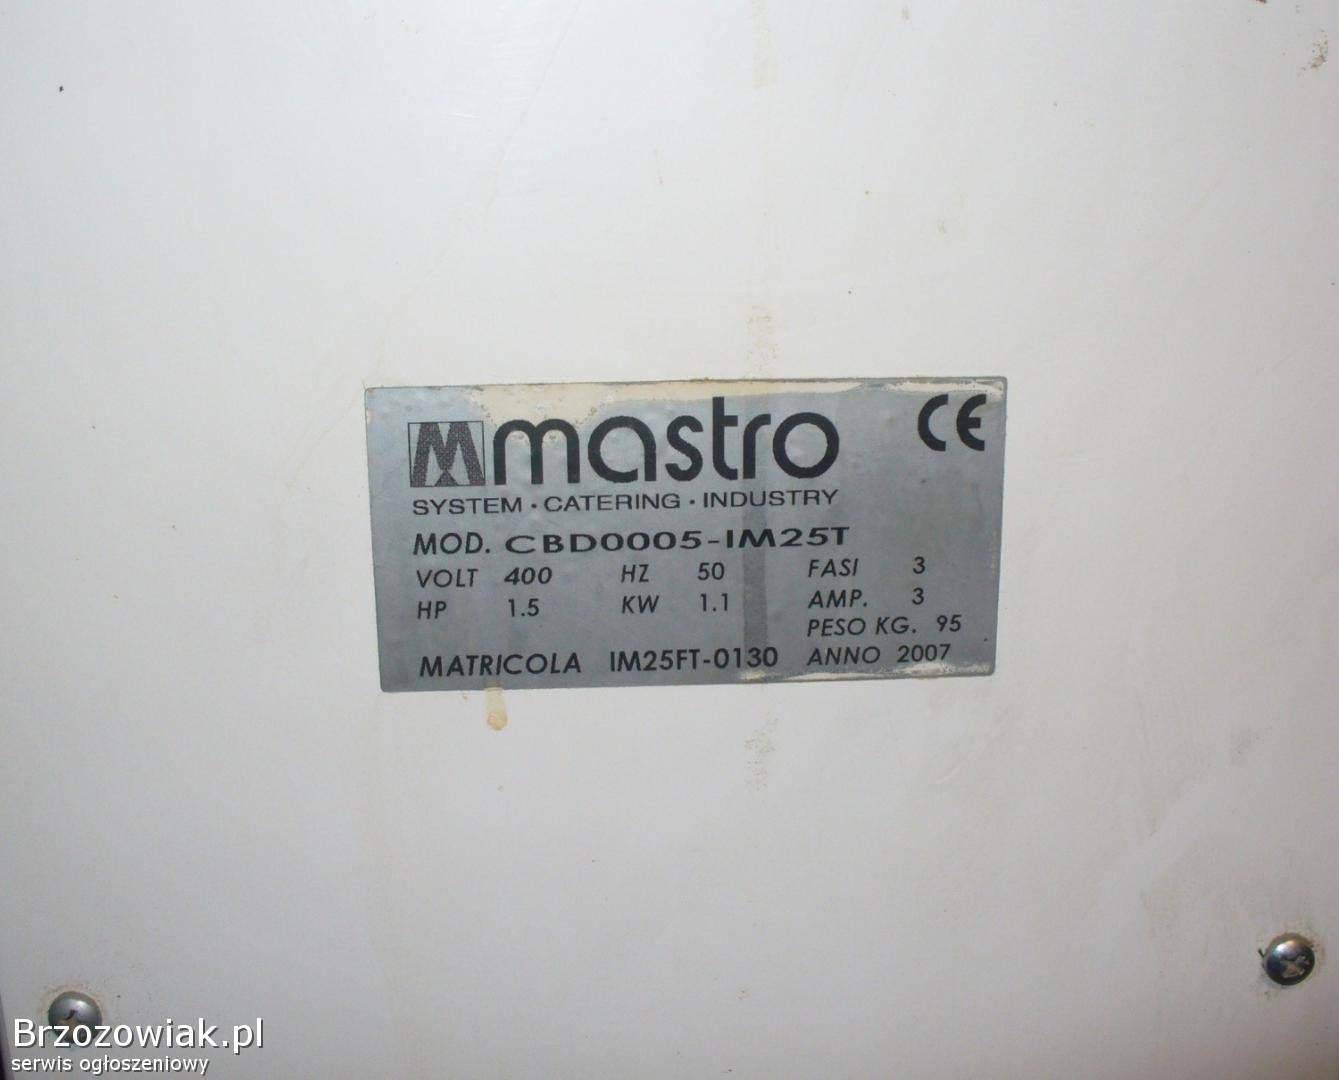 mastro CE
SYSTEM · CATERING · INDUSTRY
MOD. CBD0005-IM25T
VOLT 400 HZ 50 FASI 3
HP 1.5 KW 1.1 AMP. 3
PESO KG. 95
MATRICOLA IM25FT-0130 ANNO 2007
Brzozowiak.pl
serwis ogłoszeniowy